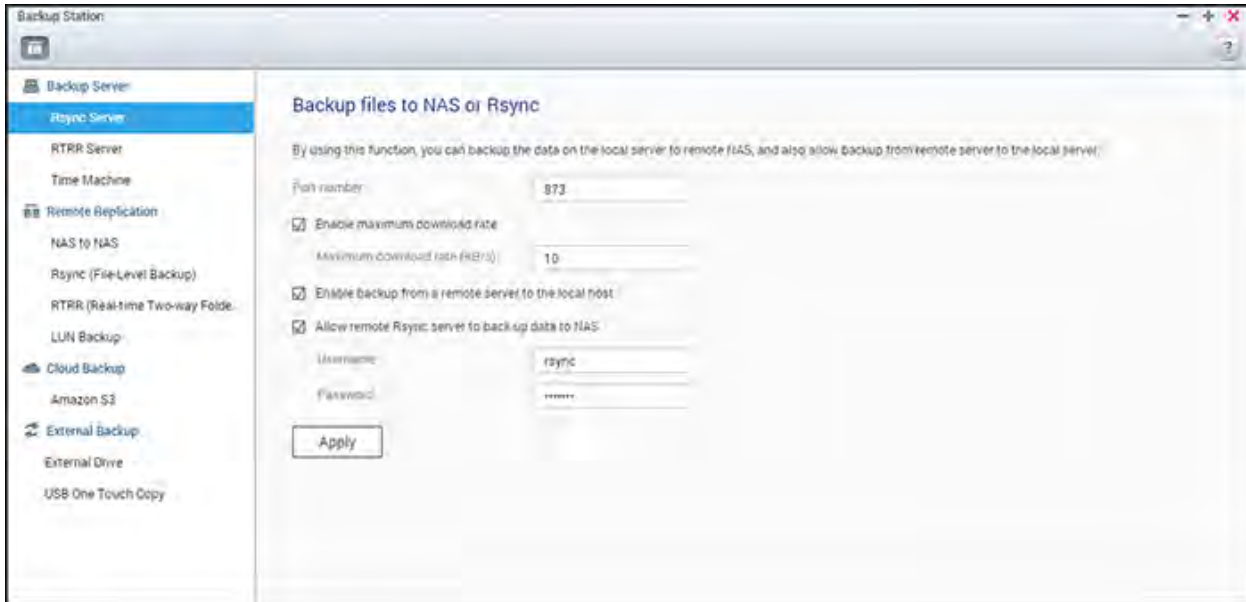 Backup Station
Backup Server
Rsync Server
RTRR Server
Time Machine
Remote Replication
NAS to NAS
Rsync (File-Level Backup)
RTRR (Real-time Two-way Folde
LUN Backup
Cloud Backup
Amazon S3
External Backup
External Drive
USB One Touch Copy
Backup files to NAS or Rsync
By using this function, you can backup the data on the local server to remote NAS, and also allow backup from remote server to the local server.
Port number 873
Enable maximum download rate
Maximum download rate (KB/s): 10
Enable backup from a remote server to the local host
Allow remote Rsync server to back up data to NAS
Username: rsync
Password: •••••••
Apply